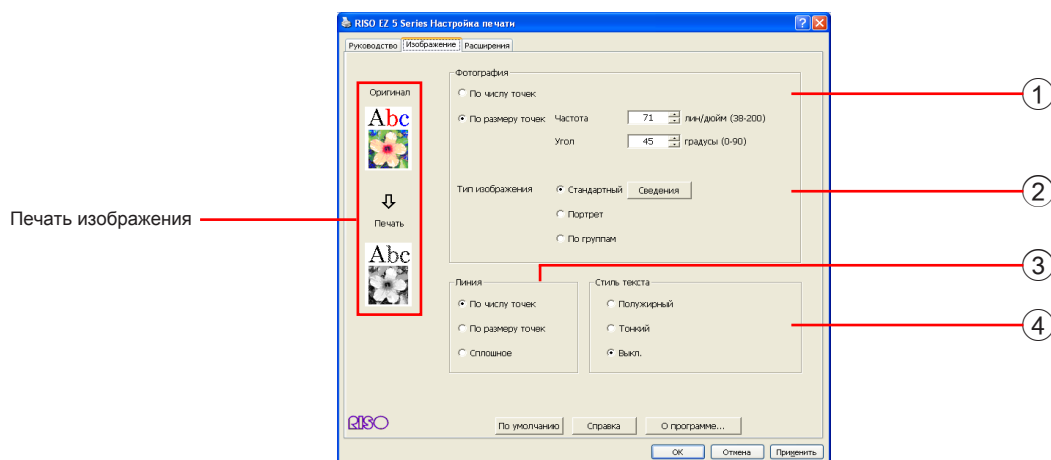 RISO EZ 5 Series Настройка печати
Руководство Изображение Расширения
Оригинал
Abc
Печать
Abc
Печать изображения
Фотография
По числу точек
1
По размеру точек Частота 71 лин/дюйм (38-200)
Угол 45 градусы (0-90)
Тип изображения Стандартный Сведения
2
Портрет
По группам
3
Линия
По числу точек
По размеру точек
Сплошное
Стиль текста
Полужирный
Тонкий
4
Выкл.
RISO
По умолчанию Справка О программе...
OK Отмена Применить